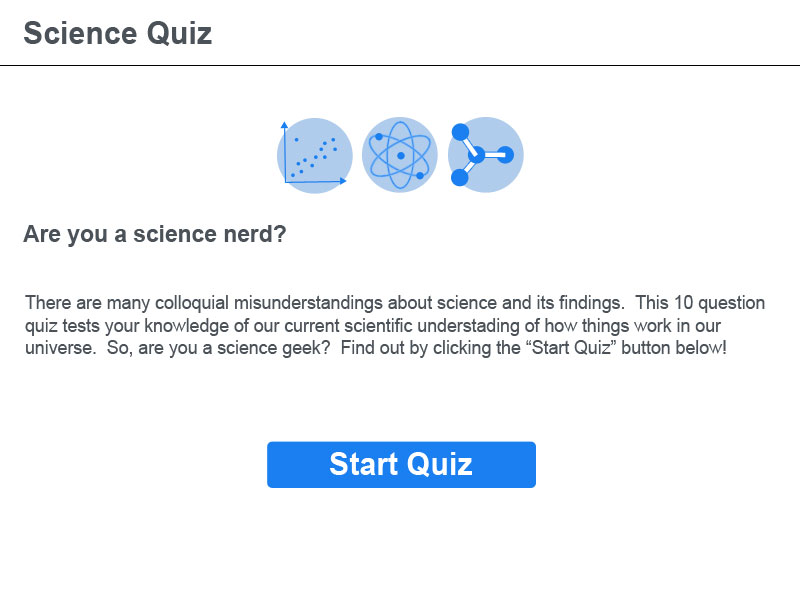 Science Quiz
Are you a science nerd?
There are many colloquial misunderstandings about science and its findings.  This 10 question
quiz tests your knowledge of our current scientific understading of how things work in our
universe.  So, are you a science geek?  Find out by clicking the “Start Quiz” button below!
Start Quiz